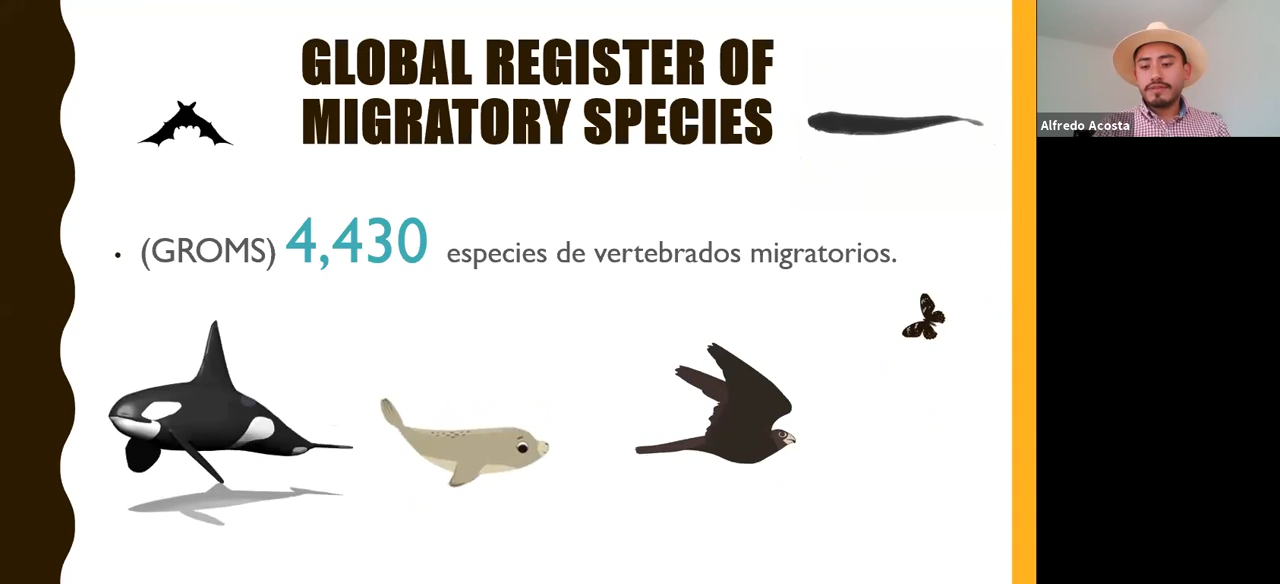 GLOBAL REGISTER OF
MIGRATORY SPECIES
• (GROMS) 4,430 especies de vertebrados migratorios.
Alfredo Acosta